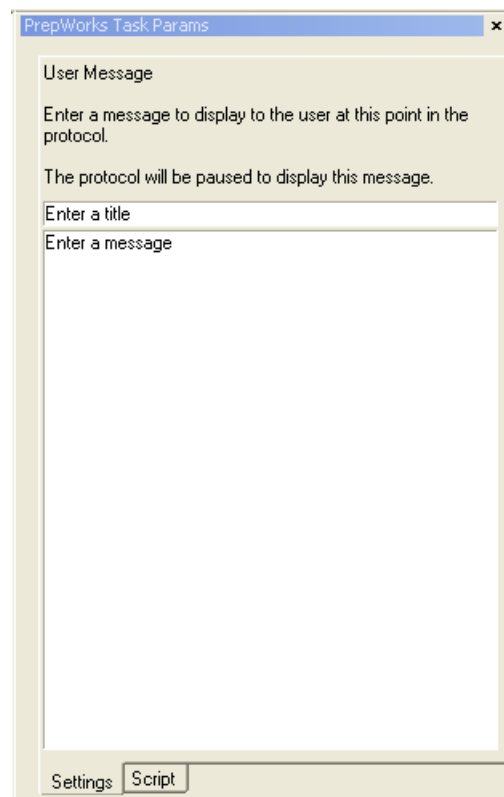 PrepWorks Task Params
User Message
Enter a message to display to the user at this point in the
protocol.
The protocol will be paused to display this message.
Enter a title
Enter a message
Settings Script